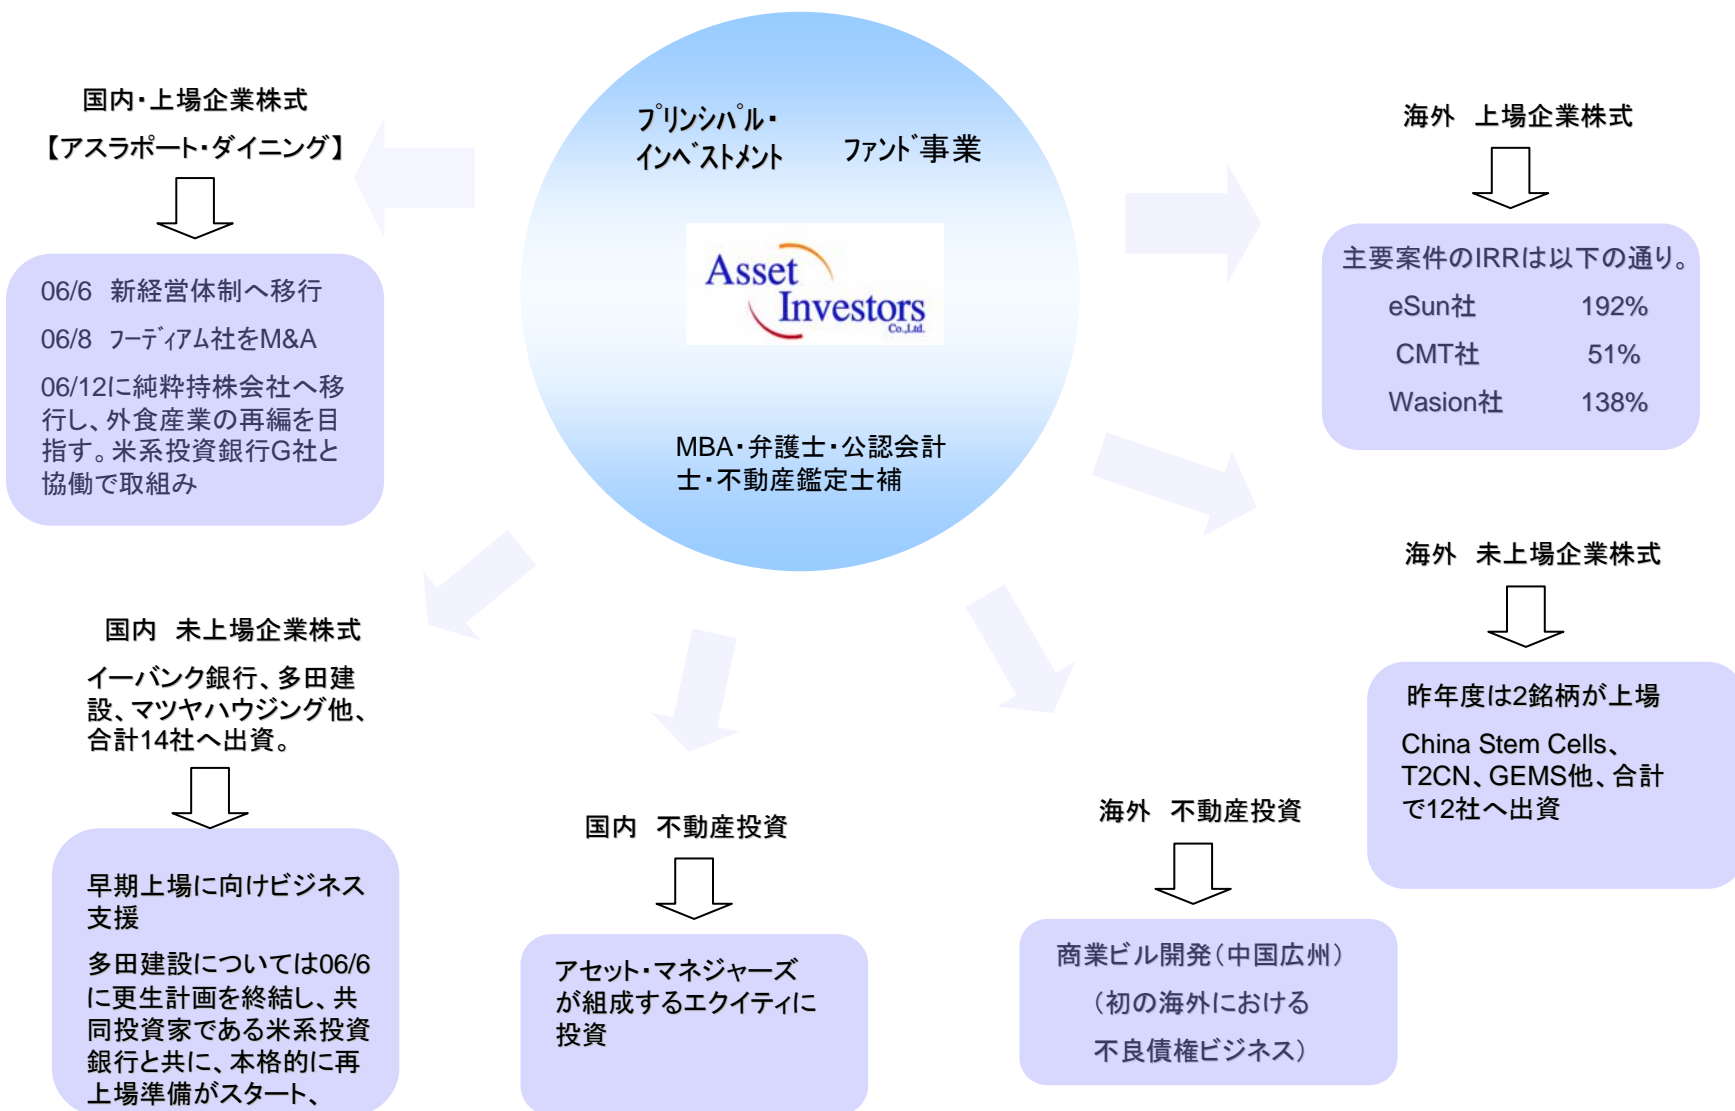 プリンシパル・
インベストメント
ファンド事業
Asset
Investors
Co.,Ltd.
MBA・弁護士・公認会計
士・不動産鑑定士補
国内・上場企業株式
【アスラポート・ダイニング】
06/6 新経営体制へ移行
06/8 フーディアム社をM&A
06/12に純粋持株会社へ移
行し、外食産業の再編を目
指す。米系投資銀行G社と
協働で取組み
国内 未上場企業株式
イーバンク銀行、多田建
設、マツヤハウジング他、
合計14社へ出資。
早期上場に向けビジネス
支援
多田建設については06/6
に更生計画を終結し、共
同投資家である米系投資
銀行と共に、本格的に再
上場準備がスタート、
国内 不動産投資
アセット・マネジャーズ
が組成するエクイティに
投資
海外 不動産投資
商業ビル開発（中国広州）
（初の海外における
不良債権ビジネス）
海外 上場企業株式
主要案件のIRRは以下の通り。
eSun社 192%
CMT社 51%
Wasion社 138%
海外 未上場企業株式
昨年度は2銘柄が上場
China Stem Cells、
T2CN、GEMS他、合計
で12社へ出資